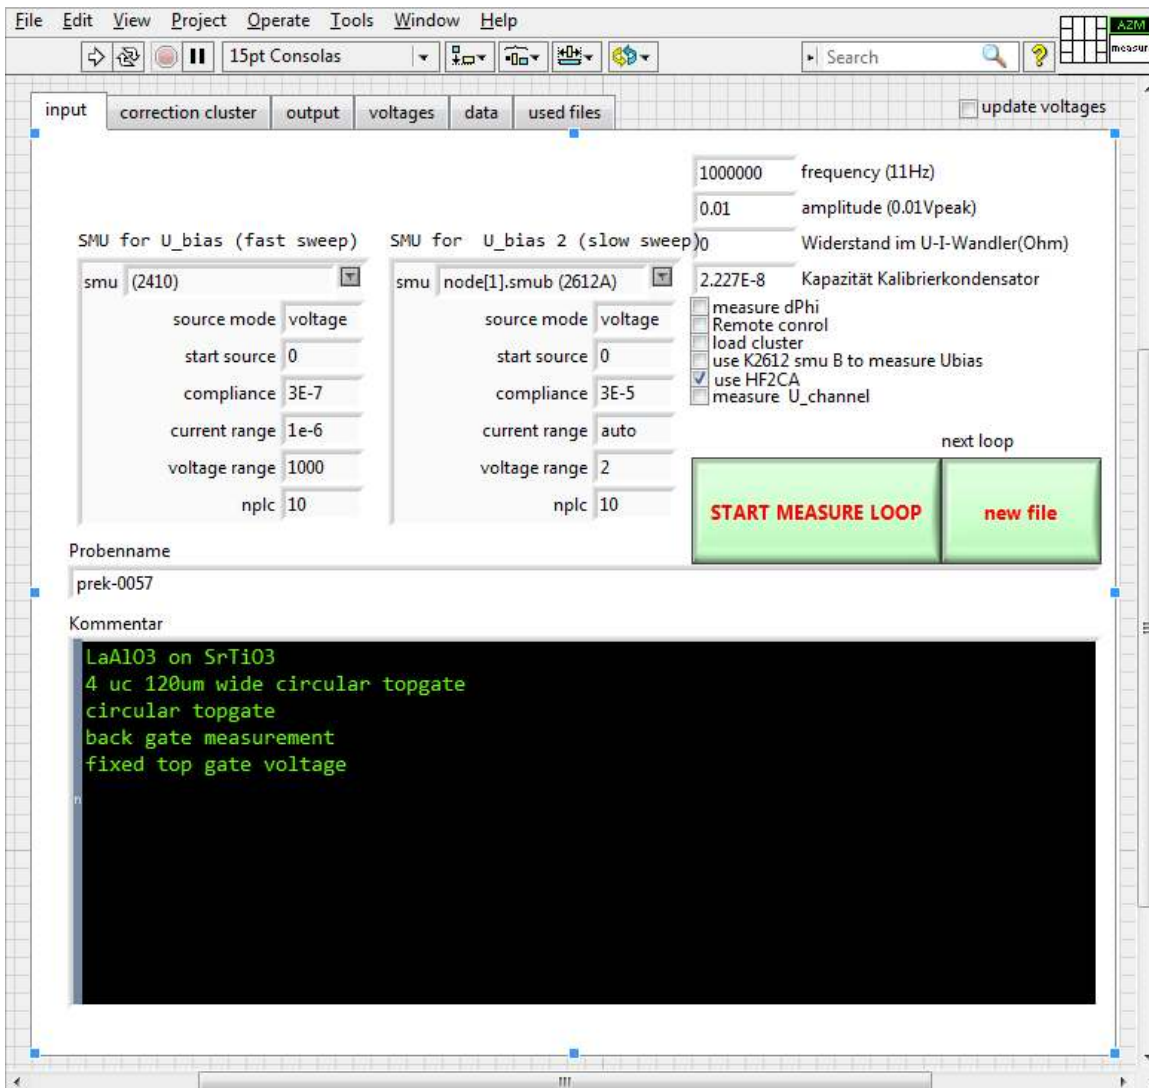 File Edit View Project Operate Tools Window Help
AZM
measur
15pt Consolas
Search
input correction cluster output voltages data used files
update voltages
1000000 frequency (11Hz)
0.01 amplitude (0.01Vpeak)
0 Widerstand im U-I-Wandler(Ohm)
2.227E-8 Kapazität Kalibrierkondensator
measure dPhi
Remote conrol
load cluster
use K2612 smu B to measure Ubias
use HF2CA
measure U_channel
SMU for U_bias (fast sweep)
smu (2410)
source mode voltage
start source 0
compliance 3E-7
current range 1e-6
voltage range 1000
nplc 10
SMU for U_bias 2 (slow sweep)
smu node[1].smub (2612A)
source mode voltage
start source 0
compliance 3E-5
current range auto
voltage range 2
nplc 10
next loop
START MEASURE LOOP
new file
Probenname
prek-0057
Kommentar
LaAlO3 on SrTiO3
4 uc 120um wide circular topgate
circular topgate
back gate measurement
fixed top gate voltage
n